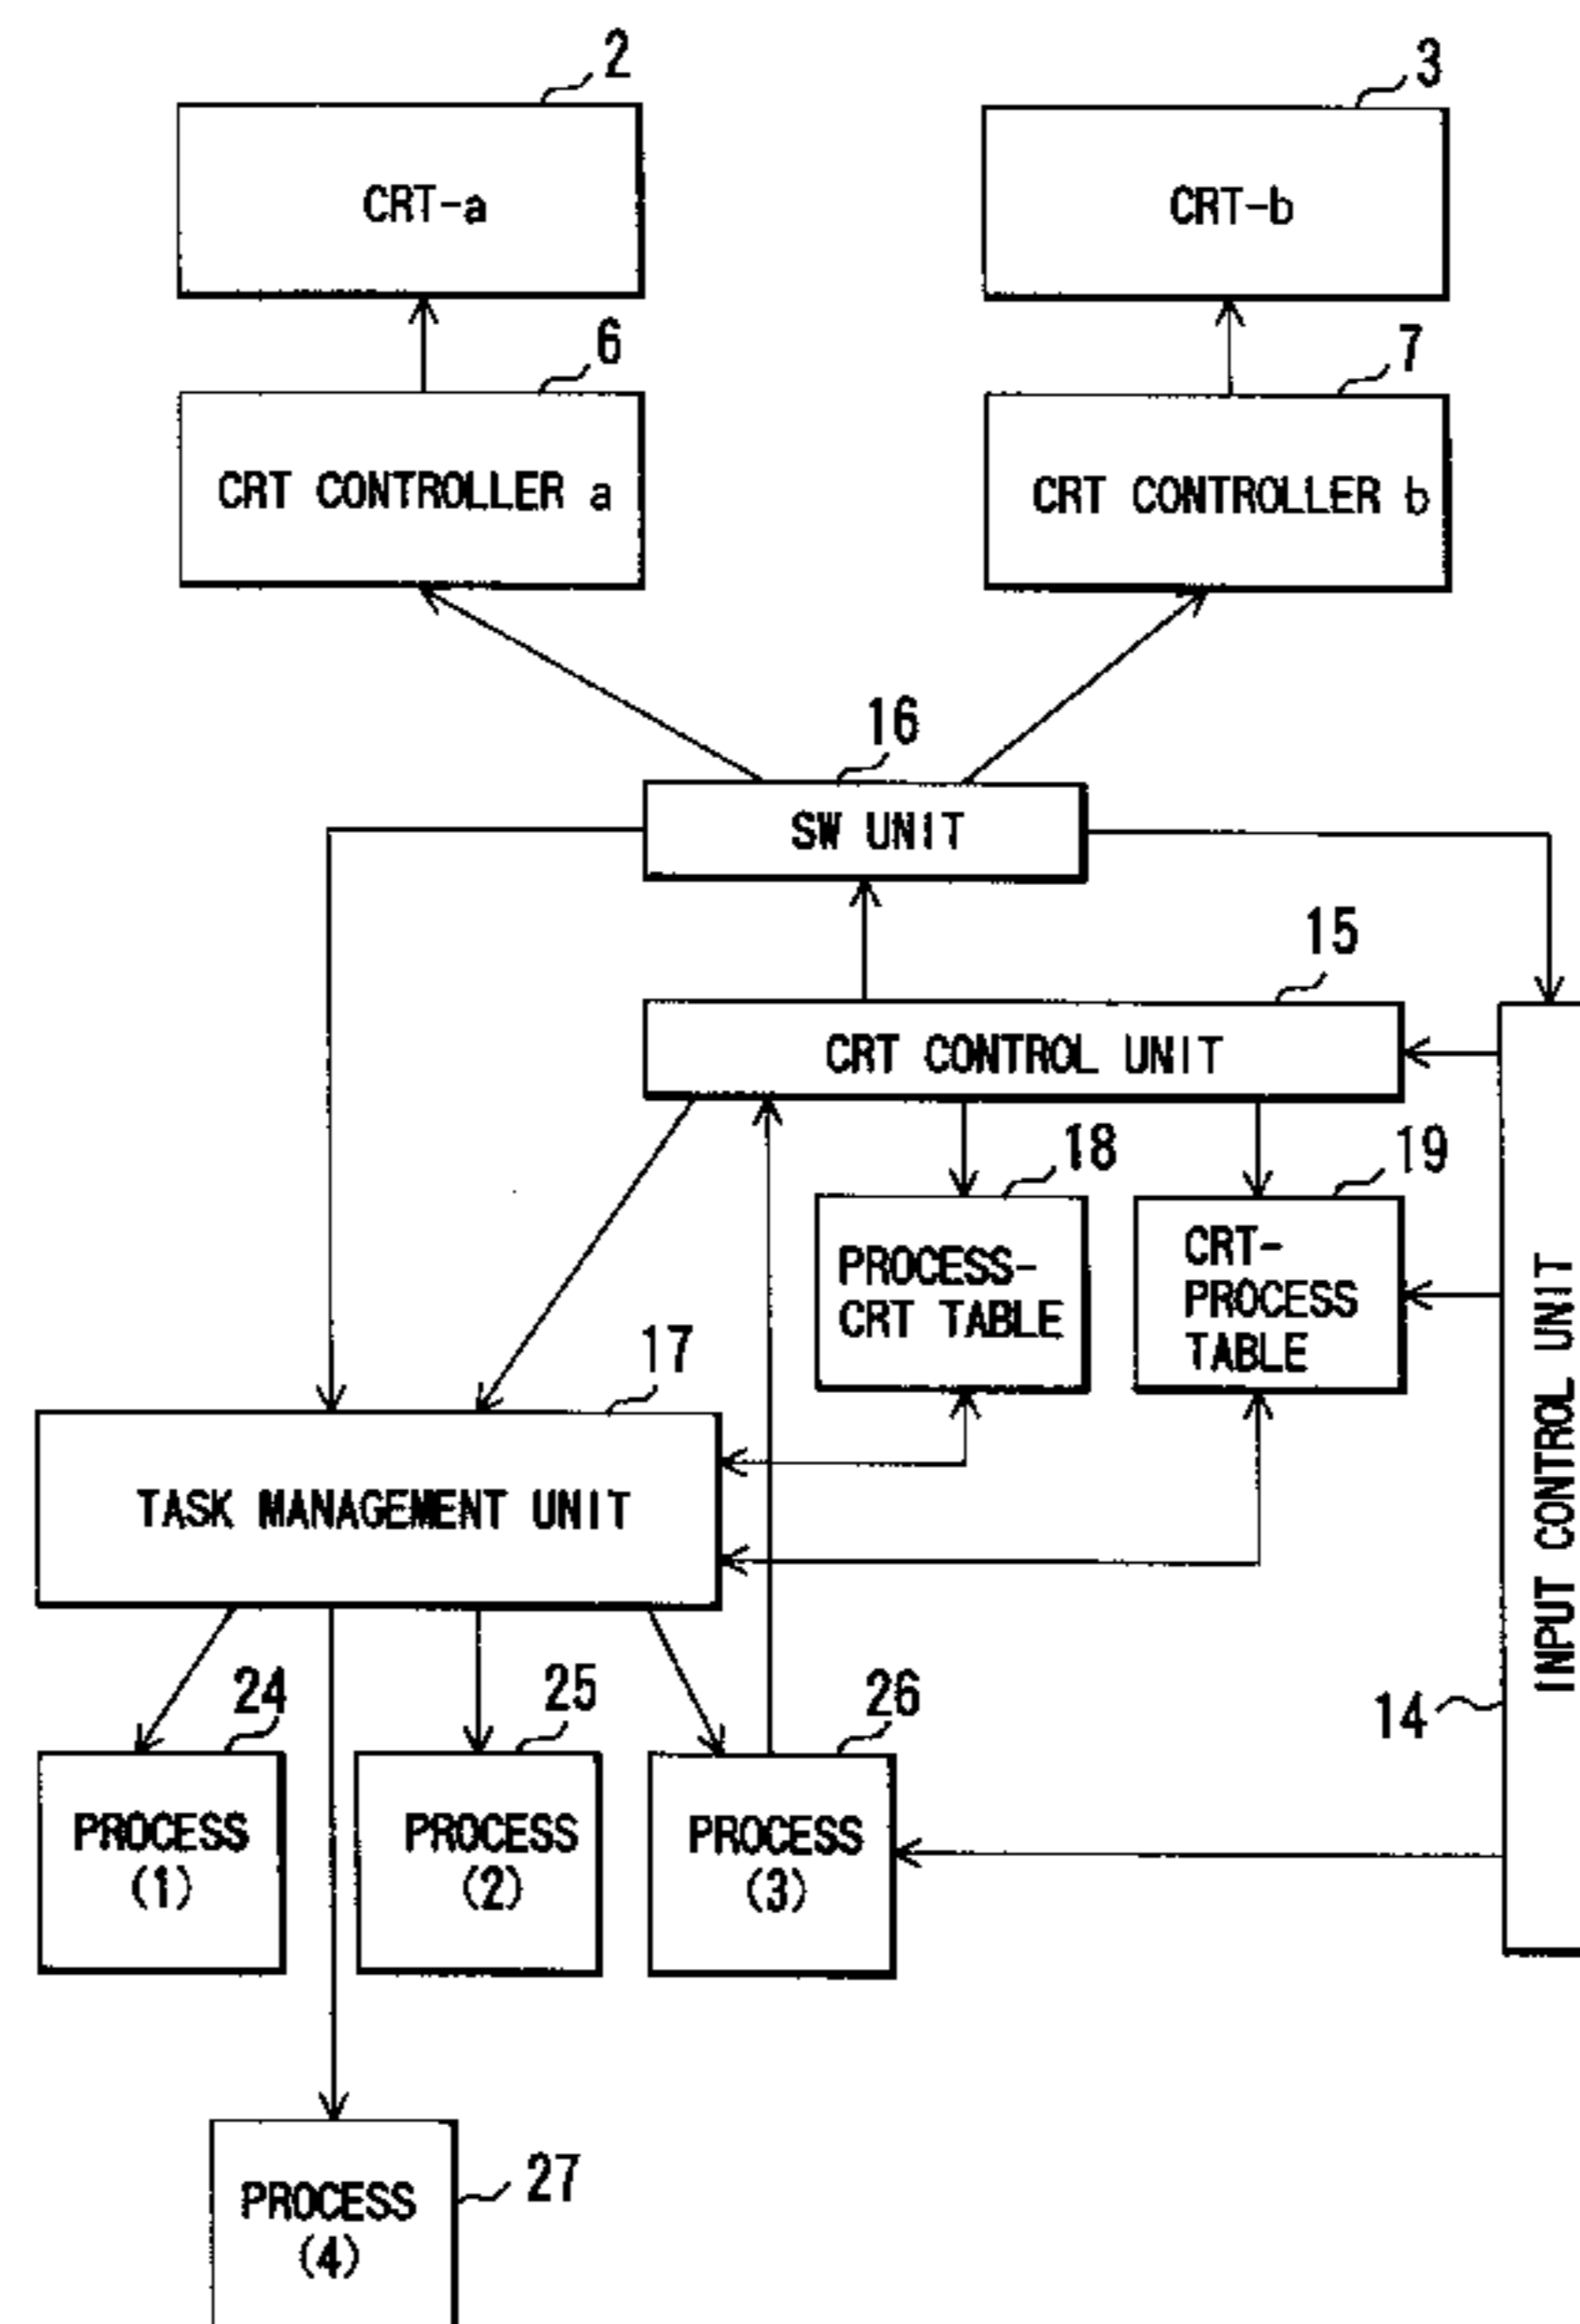 2
3
CRT-a
CRT-b
6
7
CRT CONTROLLER a
CRT CONTROLLER b
16
SW UNIT
15
CRT CONTROL UNIT
18
19
PROCESS-
CRT TABLE
CRT-
PROCESS
TABLE
17
TASK MANAGEMENT UNIT
INPUT CONTROL UNIT
14
24
25
26
PROCESS
(1)
PROCESS
(2)
PROCESS
(3)
27
PROCESS
(4)